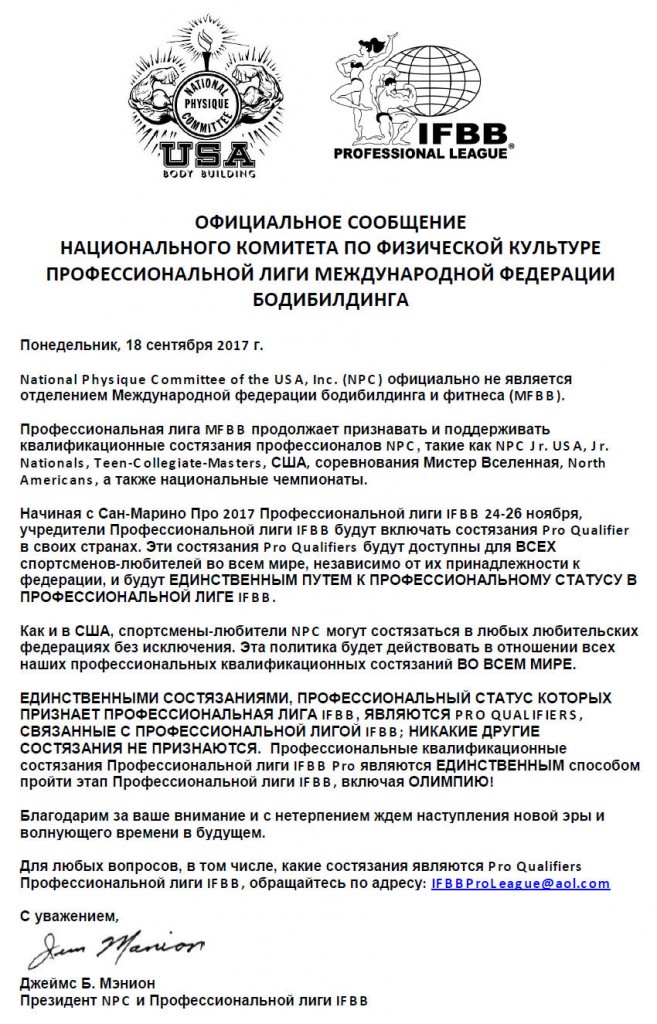 NATIONAL
PHYSIQUE
COMMITTEE
USA
BODY BUILDING
IFBB
PROFESSIONAL LEAGUE®
ОФИЦИАЛЬНОЕ СООБЩЕНИЕ
НАЦИОНАЛЬНОГО КОМИТЕТА ПО ФИЗИЧЕСКОЙ КУЛЬТУРЕ
ПРОФЕССИОНАЛЬНОЙ ЛИГИ МЕЖДУНАРОДНОЙ ФЕДЕРАЦИИ
БОДИБИЛДИНГА
Понедельник, 18 сентября 2017 г.
National Physique Committee of the USA, Inc. (NPC) официально не является
отделением Международной федерации бодибилдинга и фитнеса (MFBB).
Профессиональная лига MFBB продолжает признавать и поддерживать
квалификационные состязания профессионалов NPC, такие как NPC Jr. USA, Jr.
Nationals, Teen-Collegiate-Masters, США, соревнования Мистер Вселенная, North
Americans, а также национальные чемпионаты.
Начиная с Сан-Марино Про 2017 Профессиональной лиги IFBB 24-26 ноября,
учредители Профессиональной лиги IFBB будут включать состязания Pro Qualifier
в своих странах. Эти состязания Pro Qualifiers будут доступны для ВСЕХ
спортсменов-любителей во всем мире, независимо от их принадлежности к
федерации, и будут ЕДИНСТВЕННЫМ ПУТЕМ К ПРОФЕССИОНАЛЬНОМУ СТАТУСУ В
ПРОФЕССИОНАЛЬНОЙ ЛИГЕ IFBB.
Как и в США, спортсмены-любители NPC могут состязаться в любых любительских
федерациях без исключения. Эта политика будет действовать в отношении всех
наших профессиональных квалификационных состязаний ВО ВСЕМ МИРЕ.
ЕДИНСТВЕННЫМИ СОСТЯЗАНИЯМИ, ПРОФЕССИОНАЛЬНЫЙ СТАТУС КОТОРЫХ
ПРИЗНАЕТ ПРОФЕССИОНАЛЬНАЯ ЛИГА IFBB, ЯВЛЯЮТСЯ PRO QUALIFIERS,
СВЯЗАННЫЕ С ПРОФЕССИОНАЛЬНОЙ ЛИГОЙ IFBB; НИКАКИЕ ДРУГИЕ
СОСТЯЗАНИЯ НЕ ПРИЗНАЮТСЯ. Профессиональные квалификационные
состязания Профессиональной лиги IFBB Pro являются ЕДИНСТВЕННЫМ способом
пройти этап Профессиональной лиги IFBB, включая ОЛИМПИЮ!
Благодарим за ваше внимание и с нетерпением ждем наступления новой эры и
волнующего времени в будущем.
Для любых вопросов, в том числе, какие состязания являются Pro Qualifiers
Профессиональной лиги IFBB, обращайтесь по адресу: IFBBProLeague@aol.com
С уважением,
Jim Manion
Джеймс Б. Мэнион
Президент NPC и Профессиональной лиги IFBB